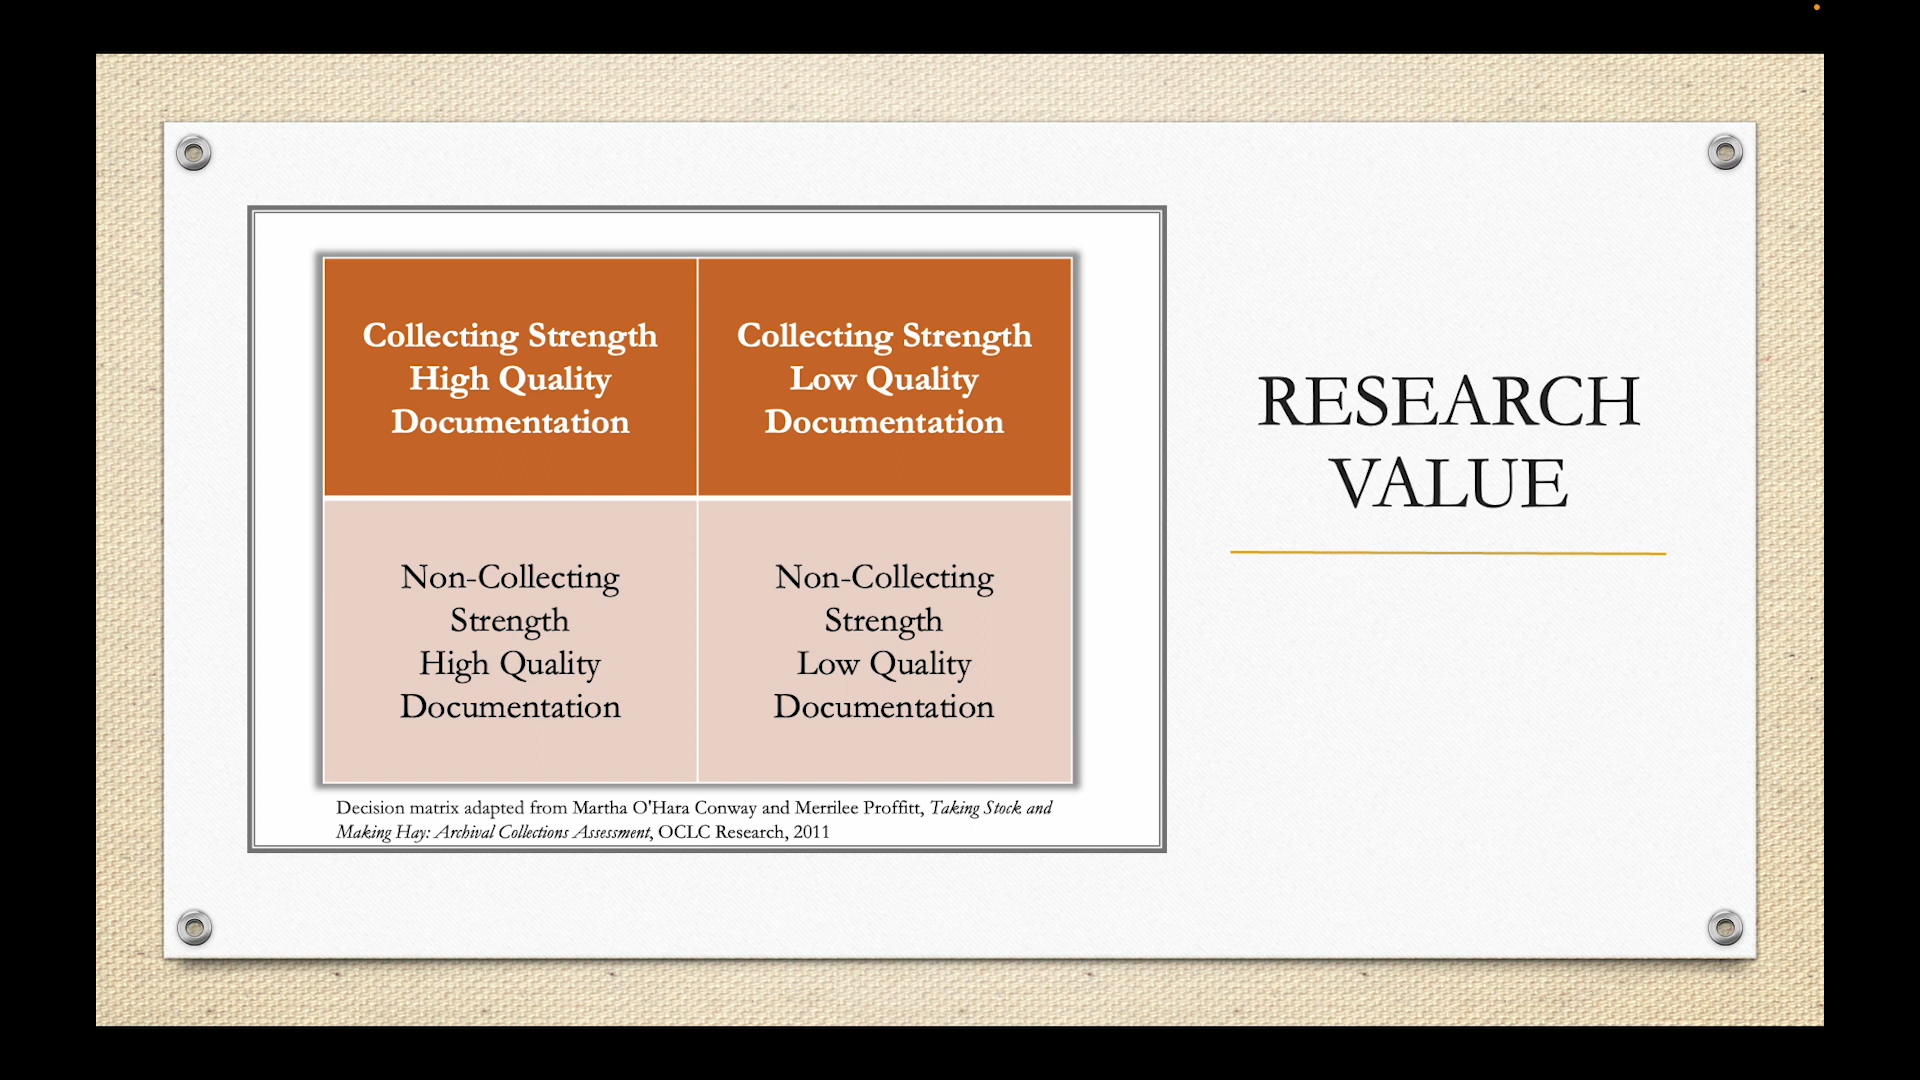 Collecting Strength
High Quality
Documentation
Collecting Strength
Low Quality
Documentation
Non-Collecting
Strength
High Quality
Documentation
Non-Collecting
Strength
Low Quality
Documentation
Decision matrix adapted from Martha O'Hara Conway and Merrilee Proffitt, Taking Stock and
Making Hay: Archival Collections Assessment, OCLC Research, 2011
RESEARCH
VALUE